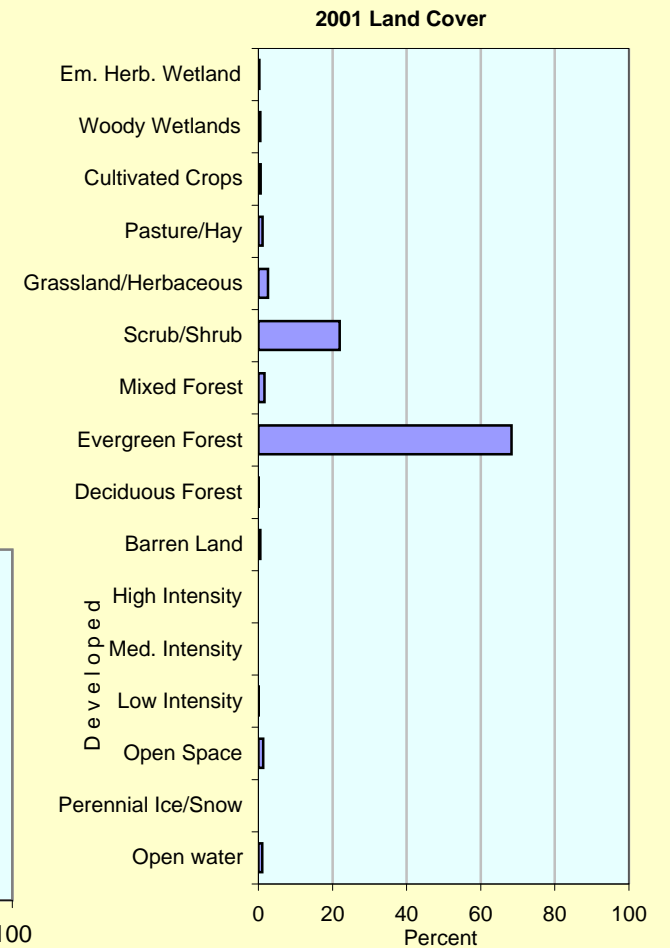 2001 Land Cover
Em. Herb. Wetland
Woody Wetlands
Cultivated Crops
Pasture/Hay
Grassland/Herbaceous
Scrub/Shrub
Mixed Forest
Evergreen Forest
Deciduous Forest
Barren Land
Developed
High Intensity
Med. Intensity
Low Intensity
Open Space
Perennial Ice/Snow
Open water
0 20 40 60 80 100
Percent